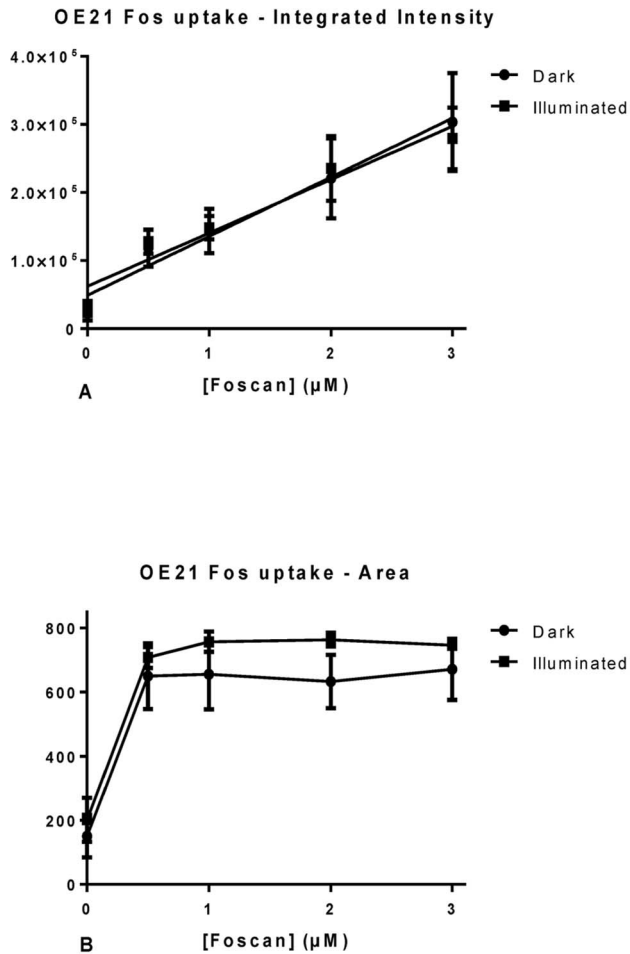 OE21 Fos uptake - Integrated Intensity
4.0×10⁵
3.0×10⁵
2.0×10⁵
1.0×10⁵
0
0 1 2 3
[Foscan] (µM)
A
Dark
Illuminated
OE21 Fos uptake - Area
800
600
400
200
0
0 1 2 3
[Foscan] (µM)
B
Dark
Illuminated